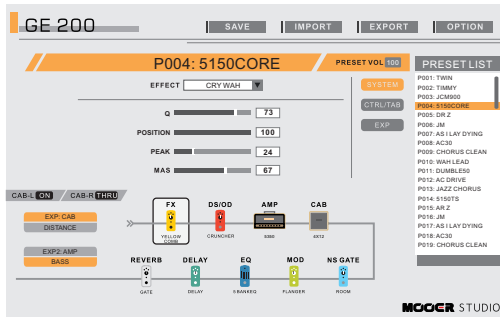 GE 200
SAVE
IMPORT
EXPORT
OPTION
P004: 5150CORE
PRESET VOL 100
EFFECT
CRY WAH
Q
73
POSITION
100
PEAK
24
MAS
67
SYSTEM
CTRL/TAB
EXP
PRESET LIST
P001: TWIN
P002: TIMMY
P003: JCM900
P004: 5150CORE
P005: DR Z
P006: JM
P007: AS I LAY DYING
P008: AC30
P009: CHORUS CLEAN
P010: WAH LEAD
P011: DUMBLE50
P012: AC DRIVE
P013: JAZZ CHORUS
P014: 5150TS
P015: AR Z
P016: JM
P017: AS I LAY DYING
P018: AC30
P019: CHORUS CLEAN
CAB-L ON
CAB-R THRU
EXP: CAB
DISTANCE
EXP2: AMP
BASS
FX
DS/OD
AMP
CAB
YELLOW
COMB
CRUNCHER
5150
4X12
REVERB
DELAY
EQ
MOD
NS GATE
GATE
DELAY
5 BANKEQ
FLANDER
ROOM
MOOER STUDIO